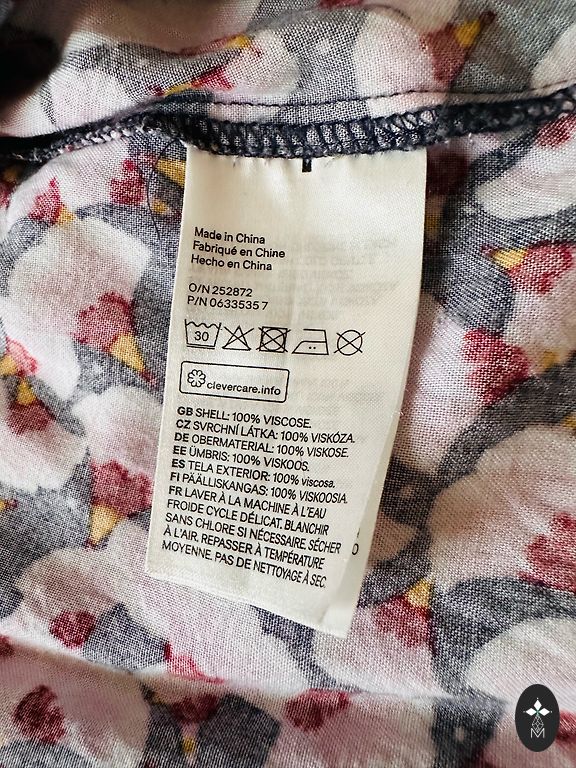 Made in China
Fabriqué en Chine
Hecho en China
O/N 252872
P/N 06335357
30
clevercare.info
GB SHELL: 100% VISCOSE.
CZ SVRCHNÍ LÁTKA: 100% VISKÓZA.
DE OBERMATERIAL: 100% VISKOSE.
EE ÜMBRIS: 100% VISKOOS.
ES TELA EXTERIOR: 100% viscosa.
FI PÄÄLLISKANGAS: 100% VISKOOSIA.
FR LAVER À LA MACHINE À L'EAU
FROIDE CYCLE DÉLICAT. BLANCHIR
SANS CHLORE SI NÉCESSAIRE. SÉCHER
À L'AIR. REPASSER À TEMPÉRATURE
MOYENNE. PAS DE NETTOYAGE À SEC.
M